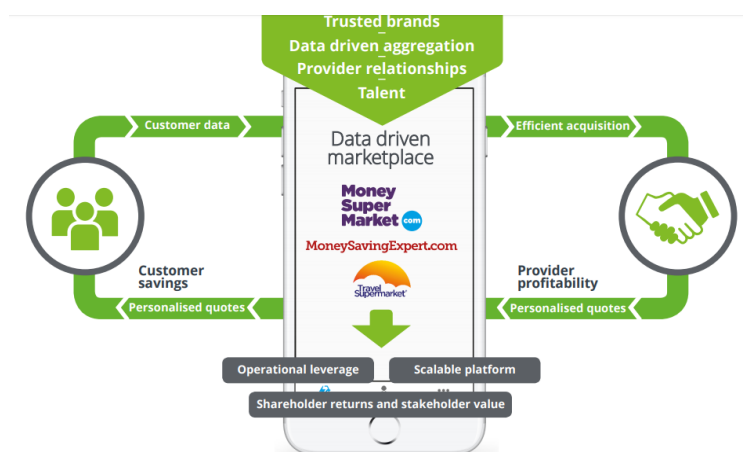 Trusted brands
Data driven aggregation
Provider relationships
Talent
Customer data
Efficient acquisition
Data driven
marketplace
Money
Super
Market com
MoneySavingExpert.com
Travel
Supermarket
Customer
savings
Provider
profitability
Personalised quotes
Personalised quotes
Operational leverage
Scalable platform
Shareholder returns and stakeholder value